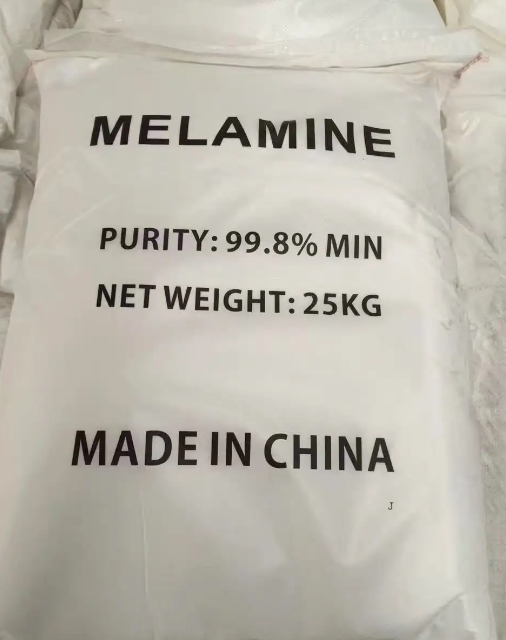 MELAMINE
PURITY: 99.8% MIN
NET WEIGHT: 25KG
MADE IN CHINA
J